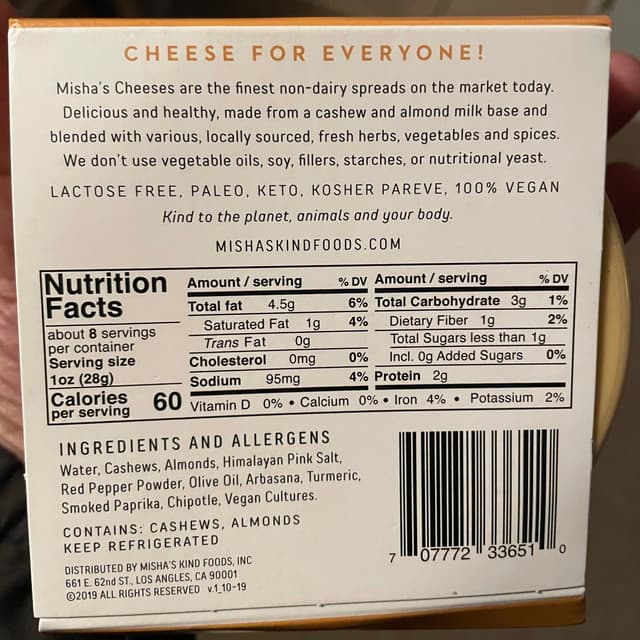 CHEESE FOR EVERYONE!
Misha's Cheeses are the finest non-dairy spreads on the market today.
Delicious and healthy, made from a cashew and almond milk base and
blended with various, locally sourced, fresh herbs, vegetables and spices.
We don't use vegetable oils, soy, fillers, starches, or nutritional yeast.
LACTOSE FREE, PALEO, KETO, KOSHER PAREVE, 100% VEGAN
Kind to the planet, animals and your body.
MISHASKINDFOODS.COM
Nutrition
Facts
about 8 servings
per container
Serving size
1oz (28g)
Calories
per serving 60
Amount / serving % DV
Total fat 4.5g 6%
Saturated Fat 1g 4%
Trans Fat 0g
Cholesterol 0mg 0%
Sodium 95mg 4%
Amount / serving % DV
Total Carbohydrate 3g 1%
Dietary Fiber 1g 2%
Total Sugars less than 1g
Incl. 0g Added Sugars 0%
Protein 2g
Vitamin D 0% • Calcium 0% • Iron 4% • Potassium 2%
INGREDIENTS AND ALLERGENS
Water, Cashews, Almonds, Himalayan Pink Salt,
Red Pepper Powder, Olive Oil, Arbasana, Turmeric,
Smoked Paprika, Chipotle, Vegan Cultures.
CONTAINS: CASHEWS, ALMONDS
KEEP REFRIGERATED
DISTRIBUTED BY MISHA'S KIND FOODS, INC
661 E. 62nd ST., LOS ANGELES, CA 90001
©2019 ALL RIGHTS RESERVED v.1_10-19
7 07772 33651 0